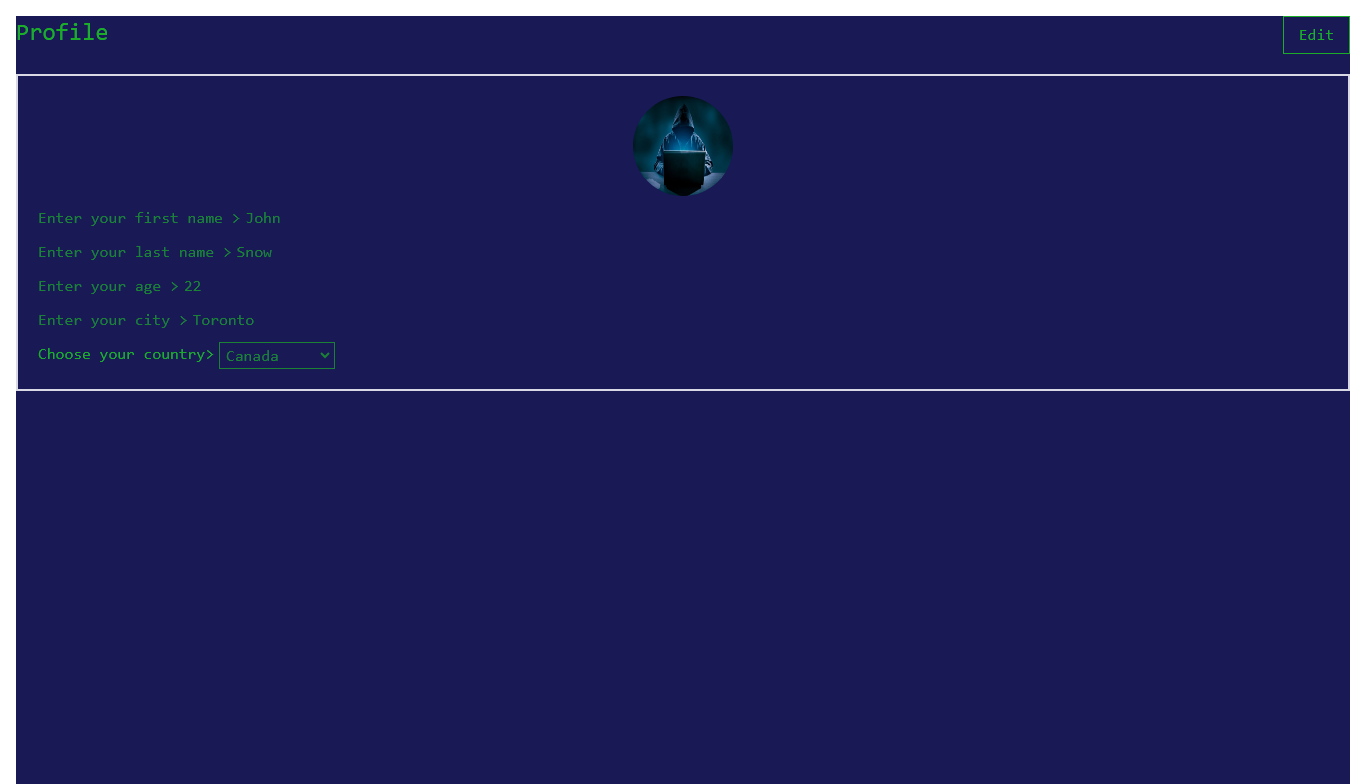 Profile
Edit
Enter your first name > John
Enter your last name > Snow
Enter your age > 22
Enter your city > Toronto
Choose your country> Canada